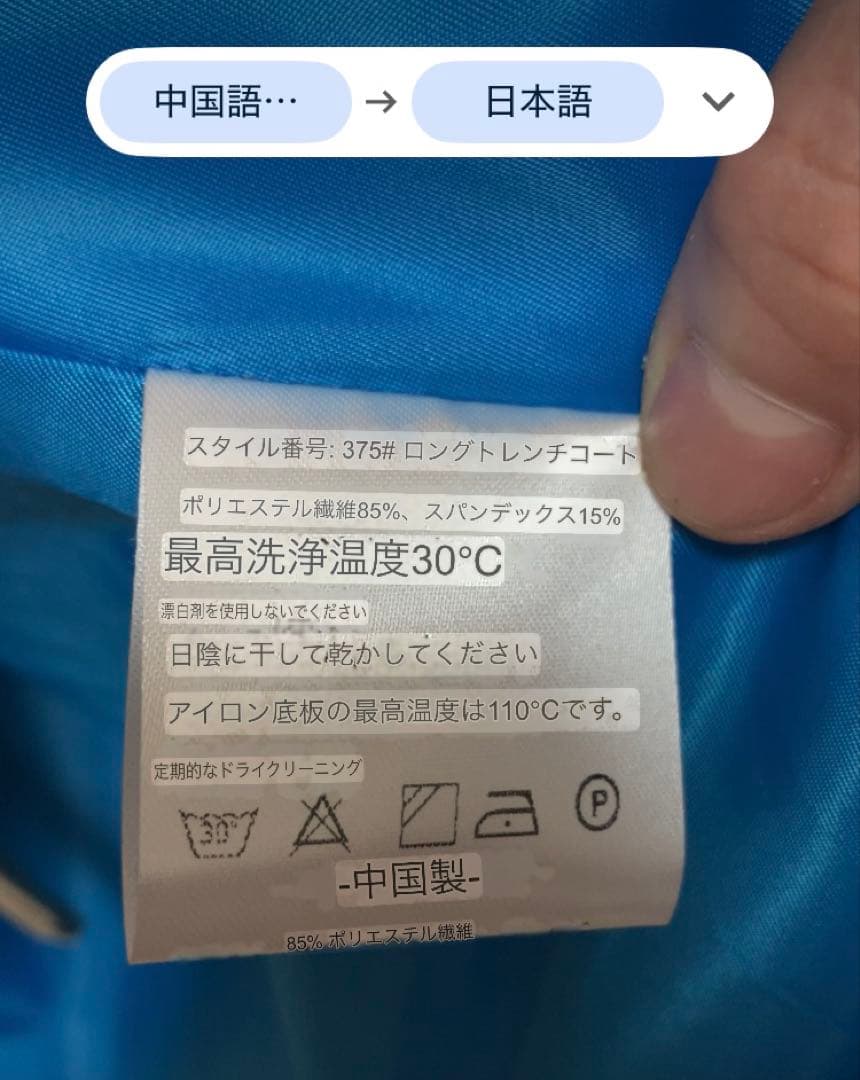 中国語… → 日本語
スタイル番号: 375# ロングトレンチコート
ポリエステル繊維85%、スパンデックス15%
最高洗浄温度30°C
漂白剤を使用しないでください
日陰に干して乾かしてください
アイロン底板の最高温度は110°Cです。
定期的なドライクリーニング
30°
P
-中国製-
85% ポリエステル繊維